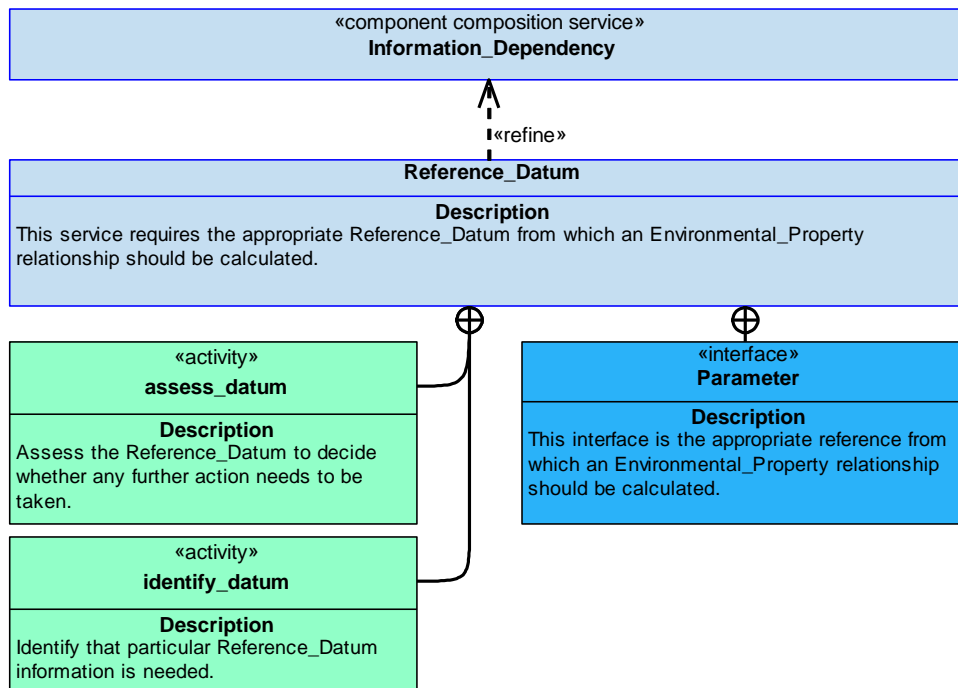 «component composition service»
Information_Dependency
«refine»
Reference_Datum
Description
This service requires the appropriate Reference_Datum from which an Environmental_Property
relationship should be calculated.
«activity»
assess_datum
Description
Assess the Reference_Datum to decide
whether any further action needs to be
taken.
«interface»
Parameter
Description
This interface is the appropriate reference from
which an Environmental_Property relationship
should be calculated.
«activity»
identify_datum
Description
Identify that particular Reference_Datum
information is needed.